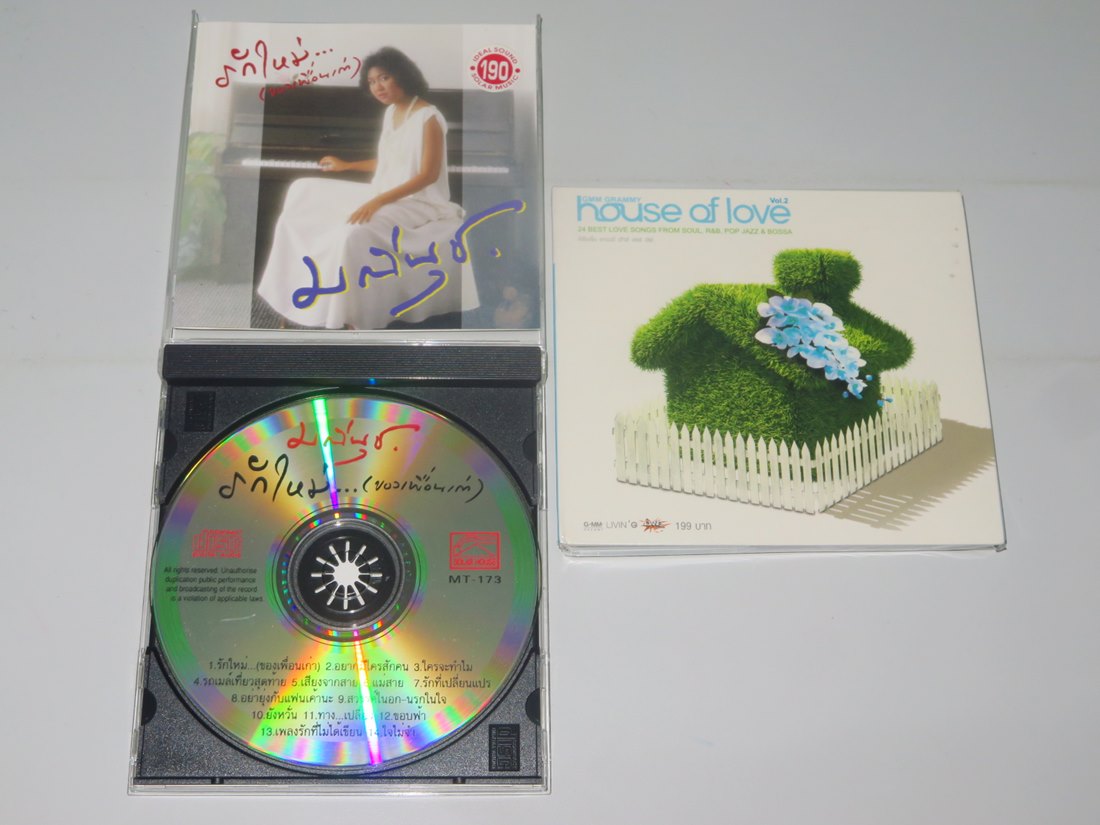 รักใหม่...
(ของเพื่อนเก่า)
IDEAL SOUND
190
SOLAR MUSIC
มณีนุช.
GMM GRAMMY
house of love Vol.2
24 BEST LOVE SONGS FROM SOUL, R&B, POP JAZZ & BOSSA
GMM
LIVIN' G
199 บาท
มณีนุช.
รักใหม่...(ของเพื่อนเก่า)
SOLAR HOUSE
MT-173
All rights reserved. Unauthorise
duplication public performance
and broadcasting of the record
is a violation of applicable laws
1.รักใหม่...(ของเพื่อนเก่า) 2.อยากมีใครสักคน 3.ใครจะทำไม
4.รถเมล์เที่ยวสุดท้าย 5.เสียงจากสาย 6.แม่สาย 7.รักที่เปลี่ยนแปร
8.อย่ายุ่งกับแฟนเค้านะ 9.สวรรค์ในอก-นรกในใจ
10.ยังหวั่น 11.ทาง...เปลี่ยว 12.ขอบฟ้า
13.เพลงรักที่ไม่ได้เขียน 14.ใจไม่จำ